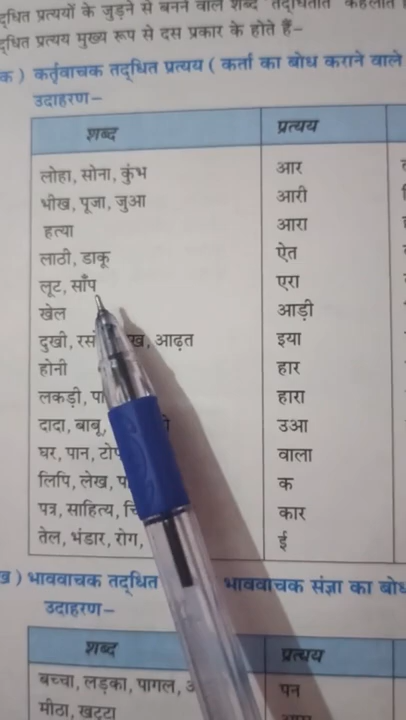 प्रत्ययों के जुड़ने से बनने वाले शब्द 'तद्धितांत' कहलाते
प्रत्यय मुख्य रूप से दस प्रकार के होते हैं–
क) कर्तृवाचक तद्धित प्रत्यय ( कर्ता का बोध कराने वाले
उदाहरण–
शब्द प्रत्यय
लोहा, सोना, कुंभ आर
भीख, पूजा, जुआ आरी
हत्या आरा
लाठी, डाकू ऐत
लूट, साँप एरा
खेल आड़ी
दुखी, आढ़त इया
होनी हार
लकड़ी, हारा
दादा, बाबू, उआ
घर, पान, वाला
लिपि, लेख, क
पत्र, साहित्य, कार
तेल, भंडार, रोग, ई
ख) भाववाचक तद्धित भाववाचक संज्ञा का
उदाहरण–
शब्द प्रत्यय
बच्चा, लड़का, पागल, पन
मीठा, खट्टा